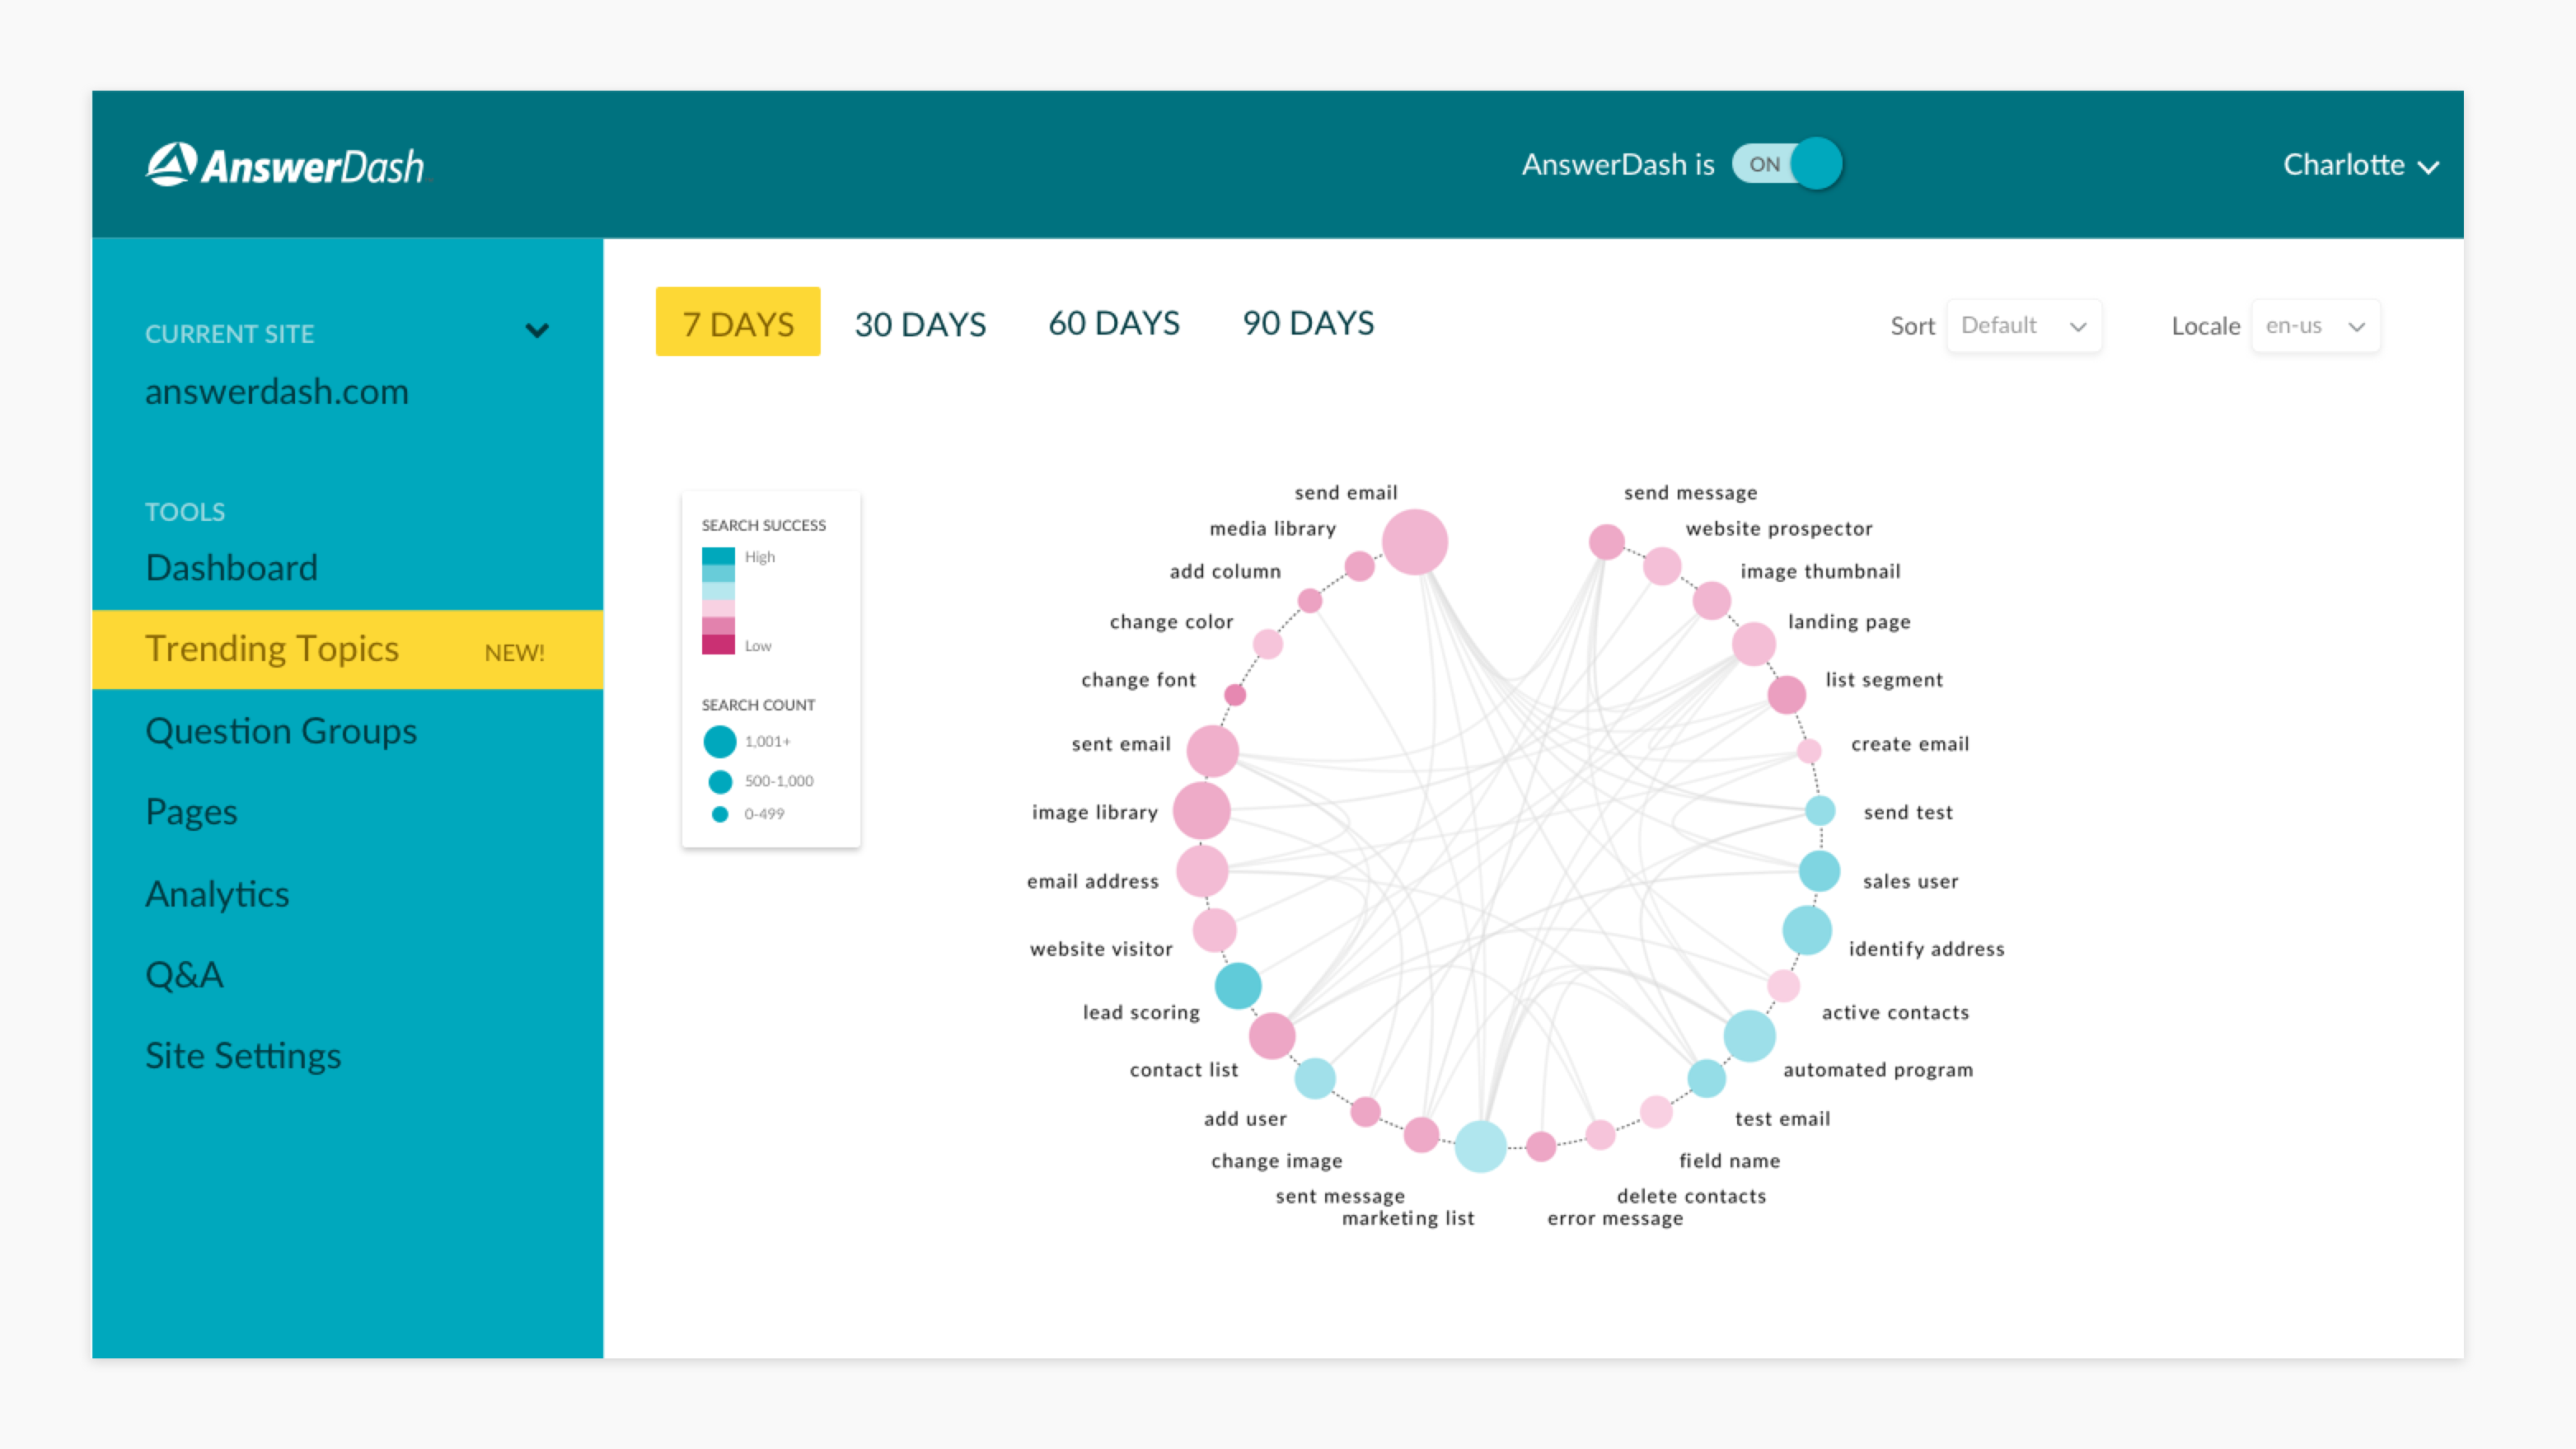 AnswerDash
AnswerDash is ON
Charlotte
CURRENT SITE
answerdash.com
TOOLS
Dashboard
Trending Topics NEW!
Question Groups
Pages
Analytics
Q&A
Site Settings
7 DAYS 30 DAYS 60 DAYS 90 DAYS
Sort Default
Locale en-us
SEARCH SUCCESS
High
Low
SEARCH COUNT
1,001+
500-1,000
0-499
send email
media library
add column
change color
change font
sent email
image library
email address
website visitor
lead scoring
contact list
add user
change image
sent message
marketing list
send message
website prospector
image thumbnail
landing page
list segment
create email
send test
sales user
identify address
active contacts
automated program
test email
field name
delete contacts
error message